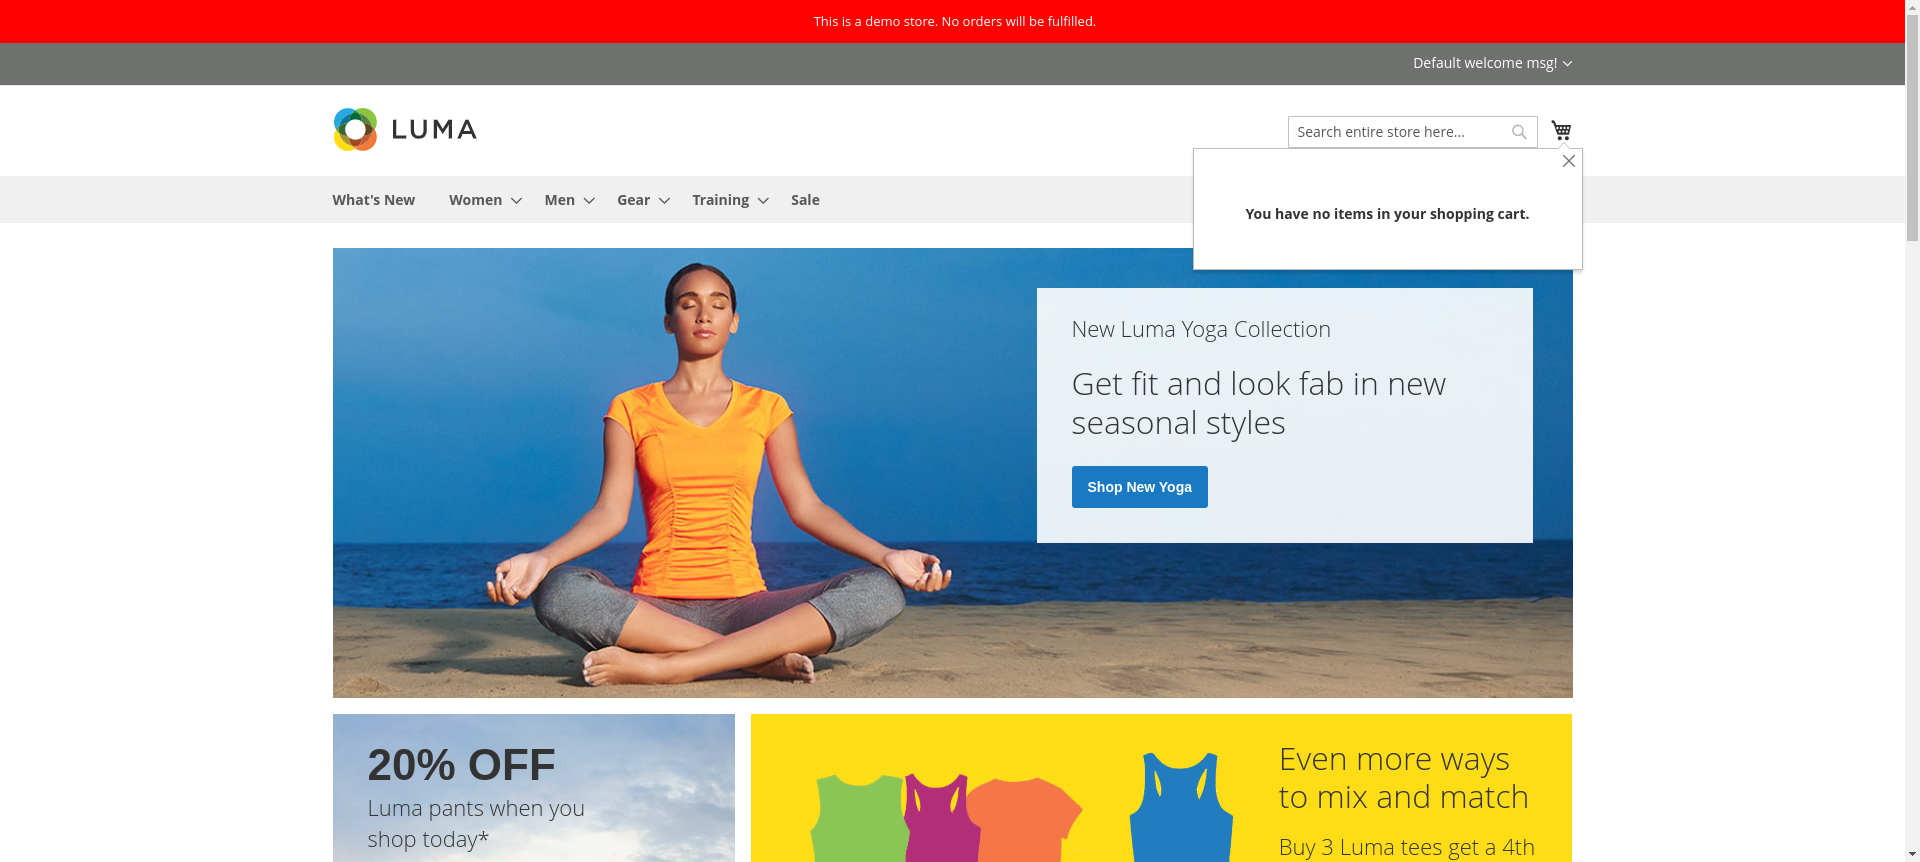 This is a demo store. No orders will be fulfilled.
Default welcome msg!
LUMA
Search entire store here...
What's New
Women
Men
Gear
Training
Sale
You have no items in your shopping cart.
New Luma Yoga Collection
Get fit and look fab in new
seasonal styles
Shop New Yoga
20% OFF
Luma pants when you
shop today*
Even more ways
to mix and match
Buy 3 Luma tees get a 4th